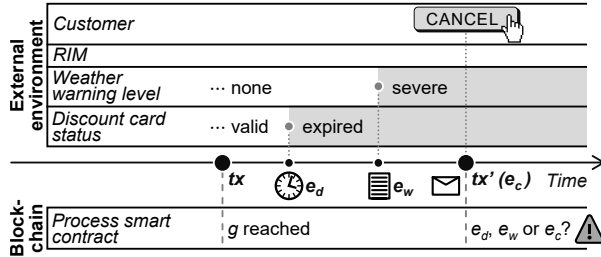 External
environment
Customer
CANCEL
RIM
Weather
warning level
··· none
severe
Discount card
status
··· valid
expired
tx
e_d
e_w
tx' (e_c)
Time
Block-
chain
Process smart
contract
g reached
e_d, e_w or e_c?